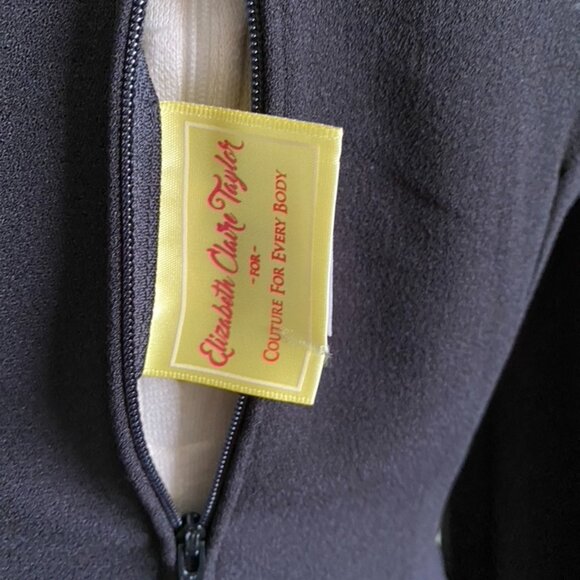 Elizabeth Claire Taylor
- FOR -
COUTURE FOR EVERY BODY